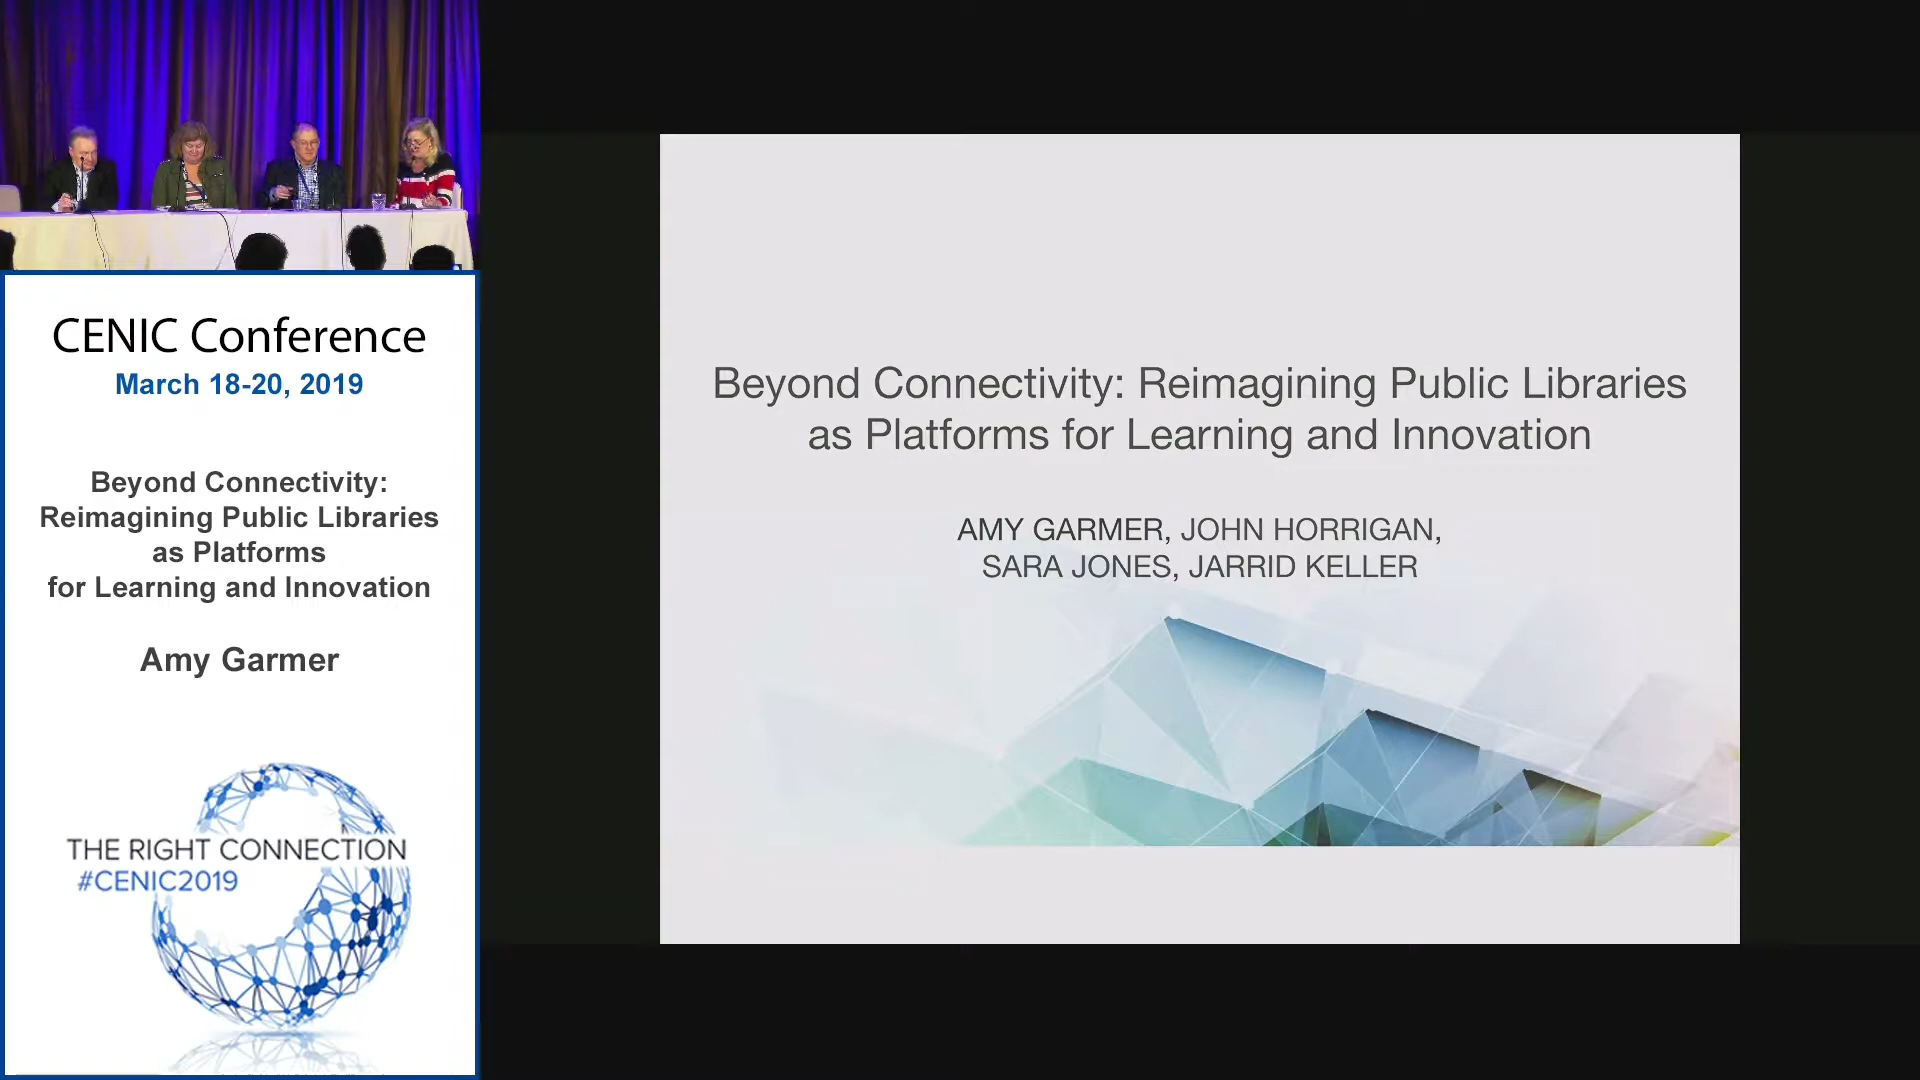 CENIC Conference
March 18-20, 2019
Beyond Connectivity:
Reimagining Public Libraries
as Platforms
for Learning and Innovation
Amy Garmer
THE RIGHT CONNECTION
#CENIC2019
Beyond Connectivity: Reimagining Public Libraries
as Platforms for Learning and Innovation
AMY GARMER, JOHN HORRIGAN,
SARA JONES, JARRID KELLER